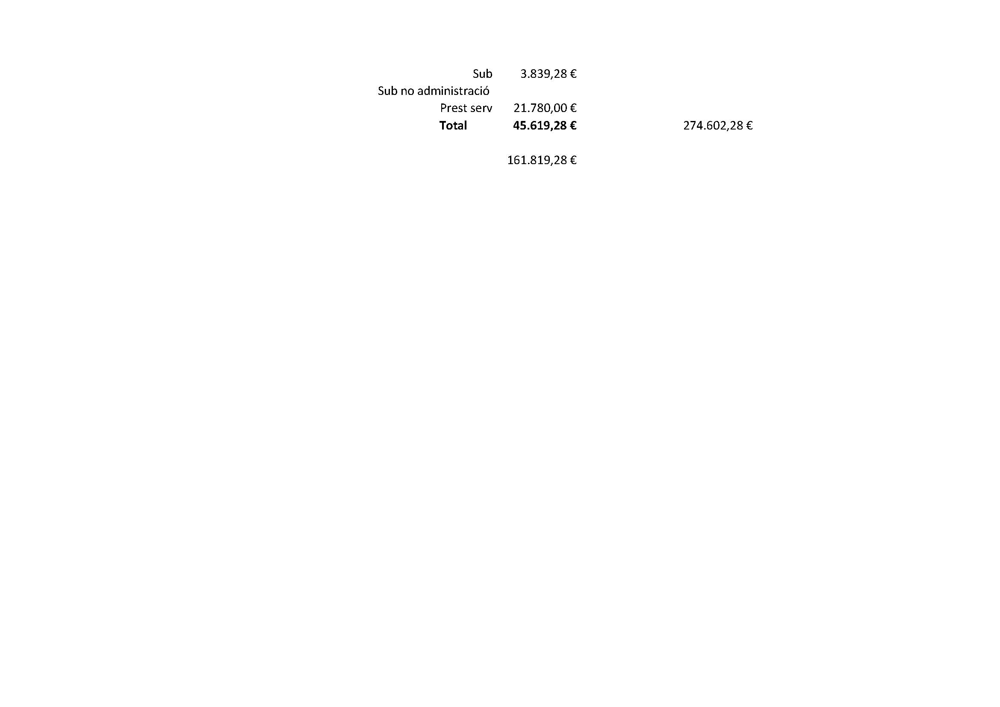 Sub 3.839,28 €
Sub no administració
Prest serv 21.780,00 €
Total 45.619,28 € 274.602,28 €
161.819,28 €